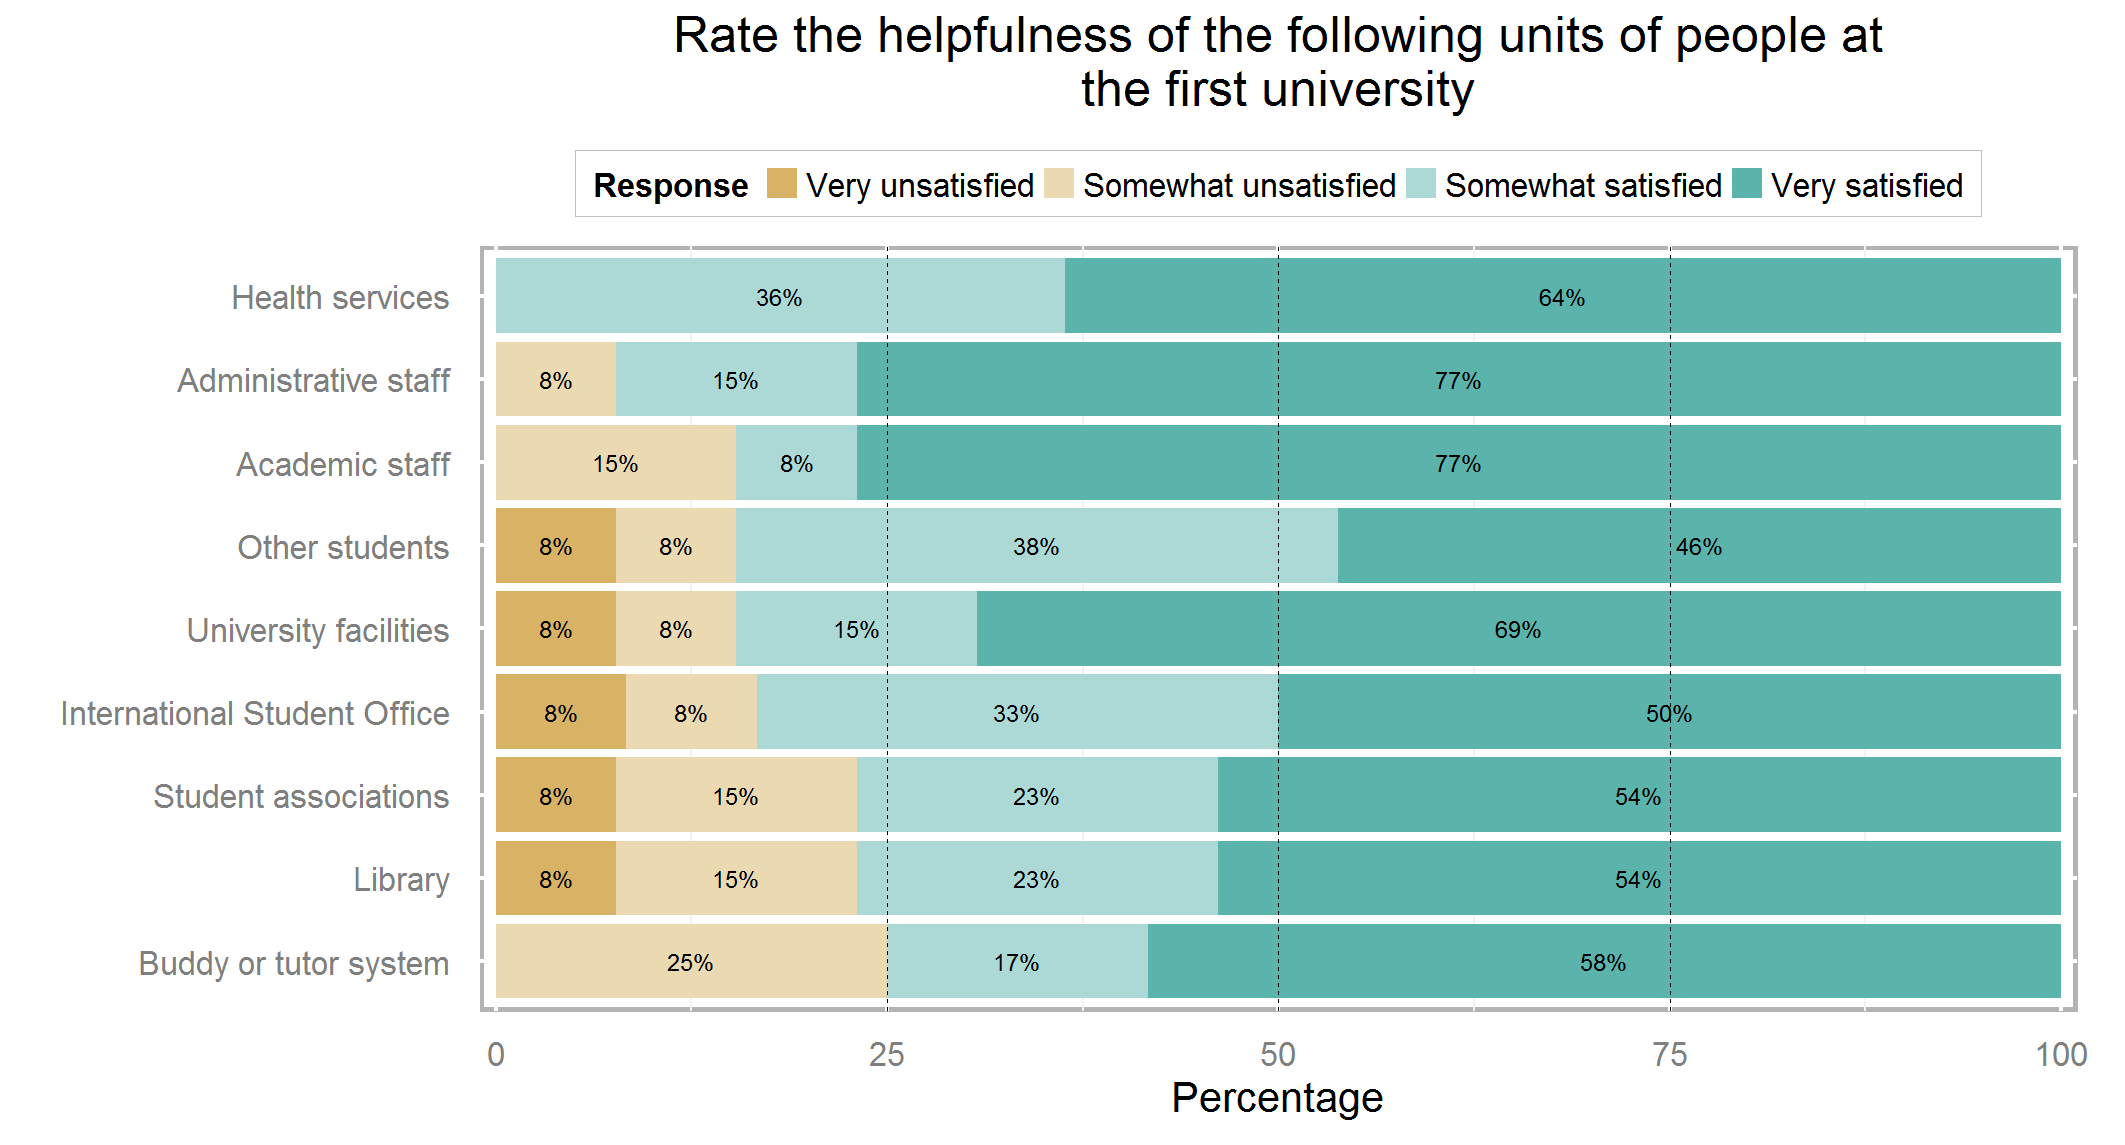 Rate the helpfulness of the following units of people at
the first university
Response Very unsatisfied Somewhat unsatisfied Somewhat satisfied Very satisfied
Health services 36% 64%
Administrative staff 8% 15% 77%
Academic staff 15% 8% 77%
Other students 8% 8% 38% 46%
University facilities 8% 8% 15% 69%
International Student Office 8% 8% 33% 50%
Student associations 8% 15% 23% 54%
Library 8% 15% 23% 54%
Buddy or tutor system 25% 17% 58%
0 25 50 75 100
Percentage